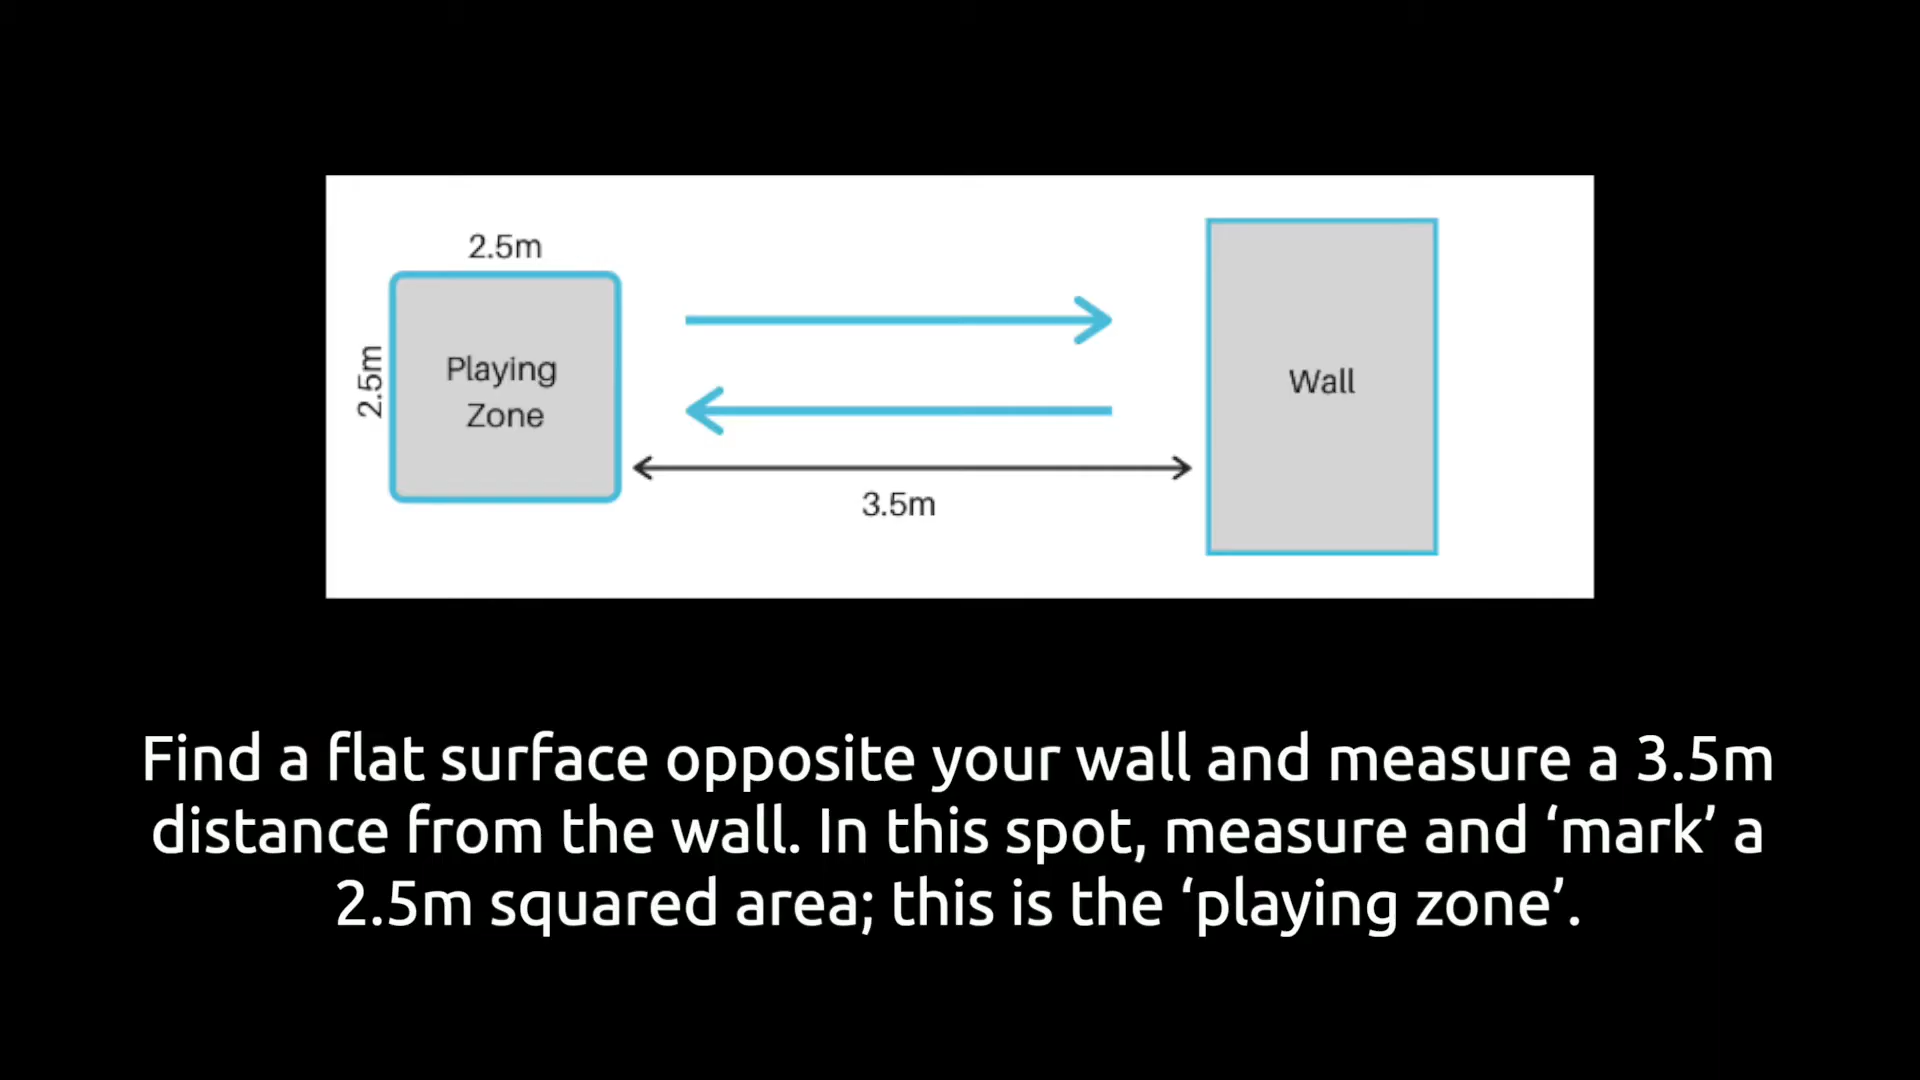 2.5m
2.5m
Playing
Zone
Wall
3.5m
Find a flat surface opposite your wall and measure a 3.5m
distance from the wall. In this spot, measure and ‘mark’ a
2.5m squared area; this is the ‘playing zone’.